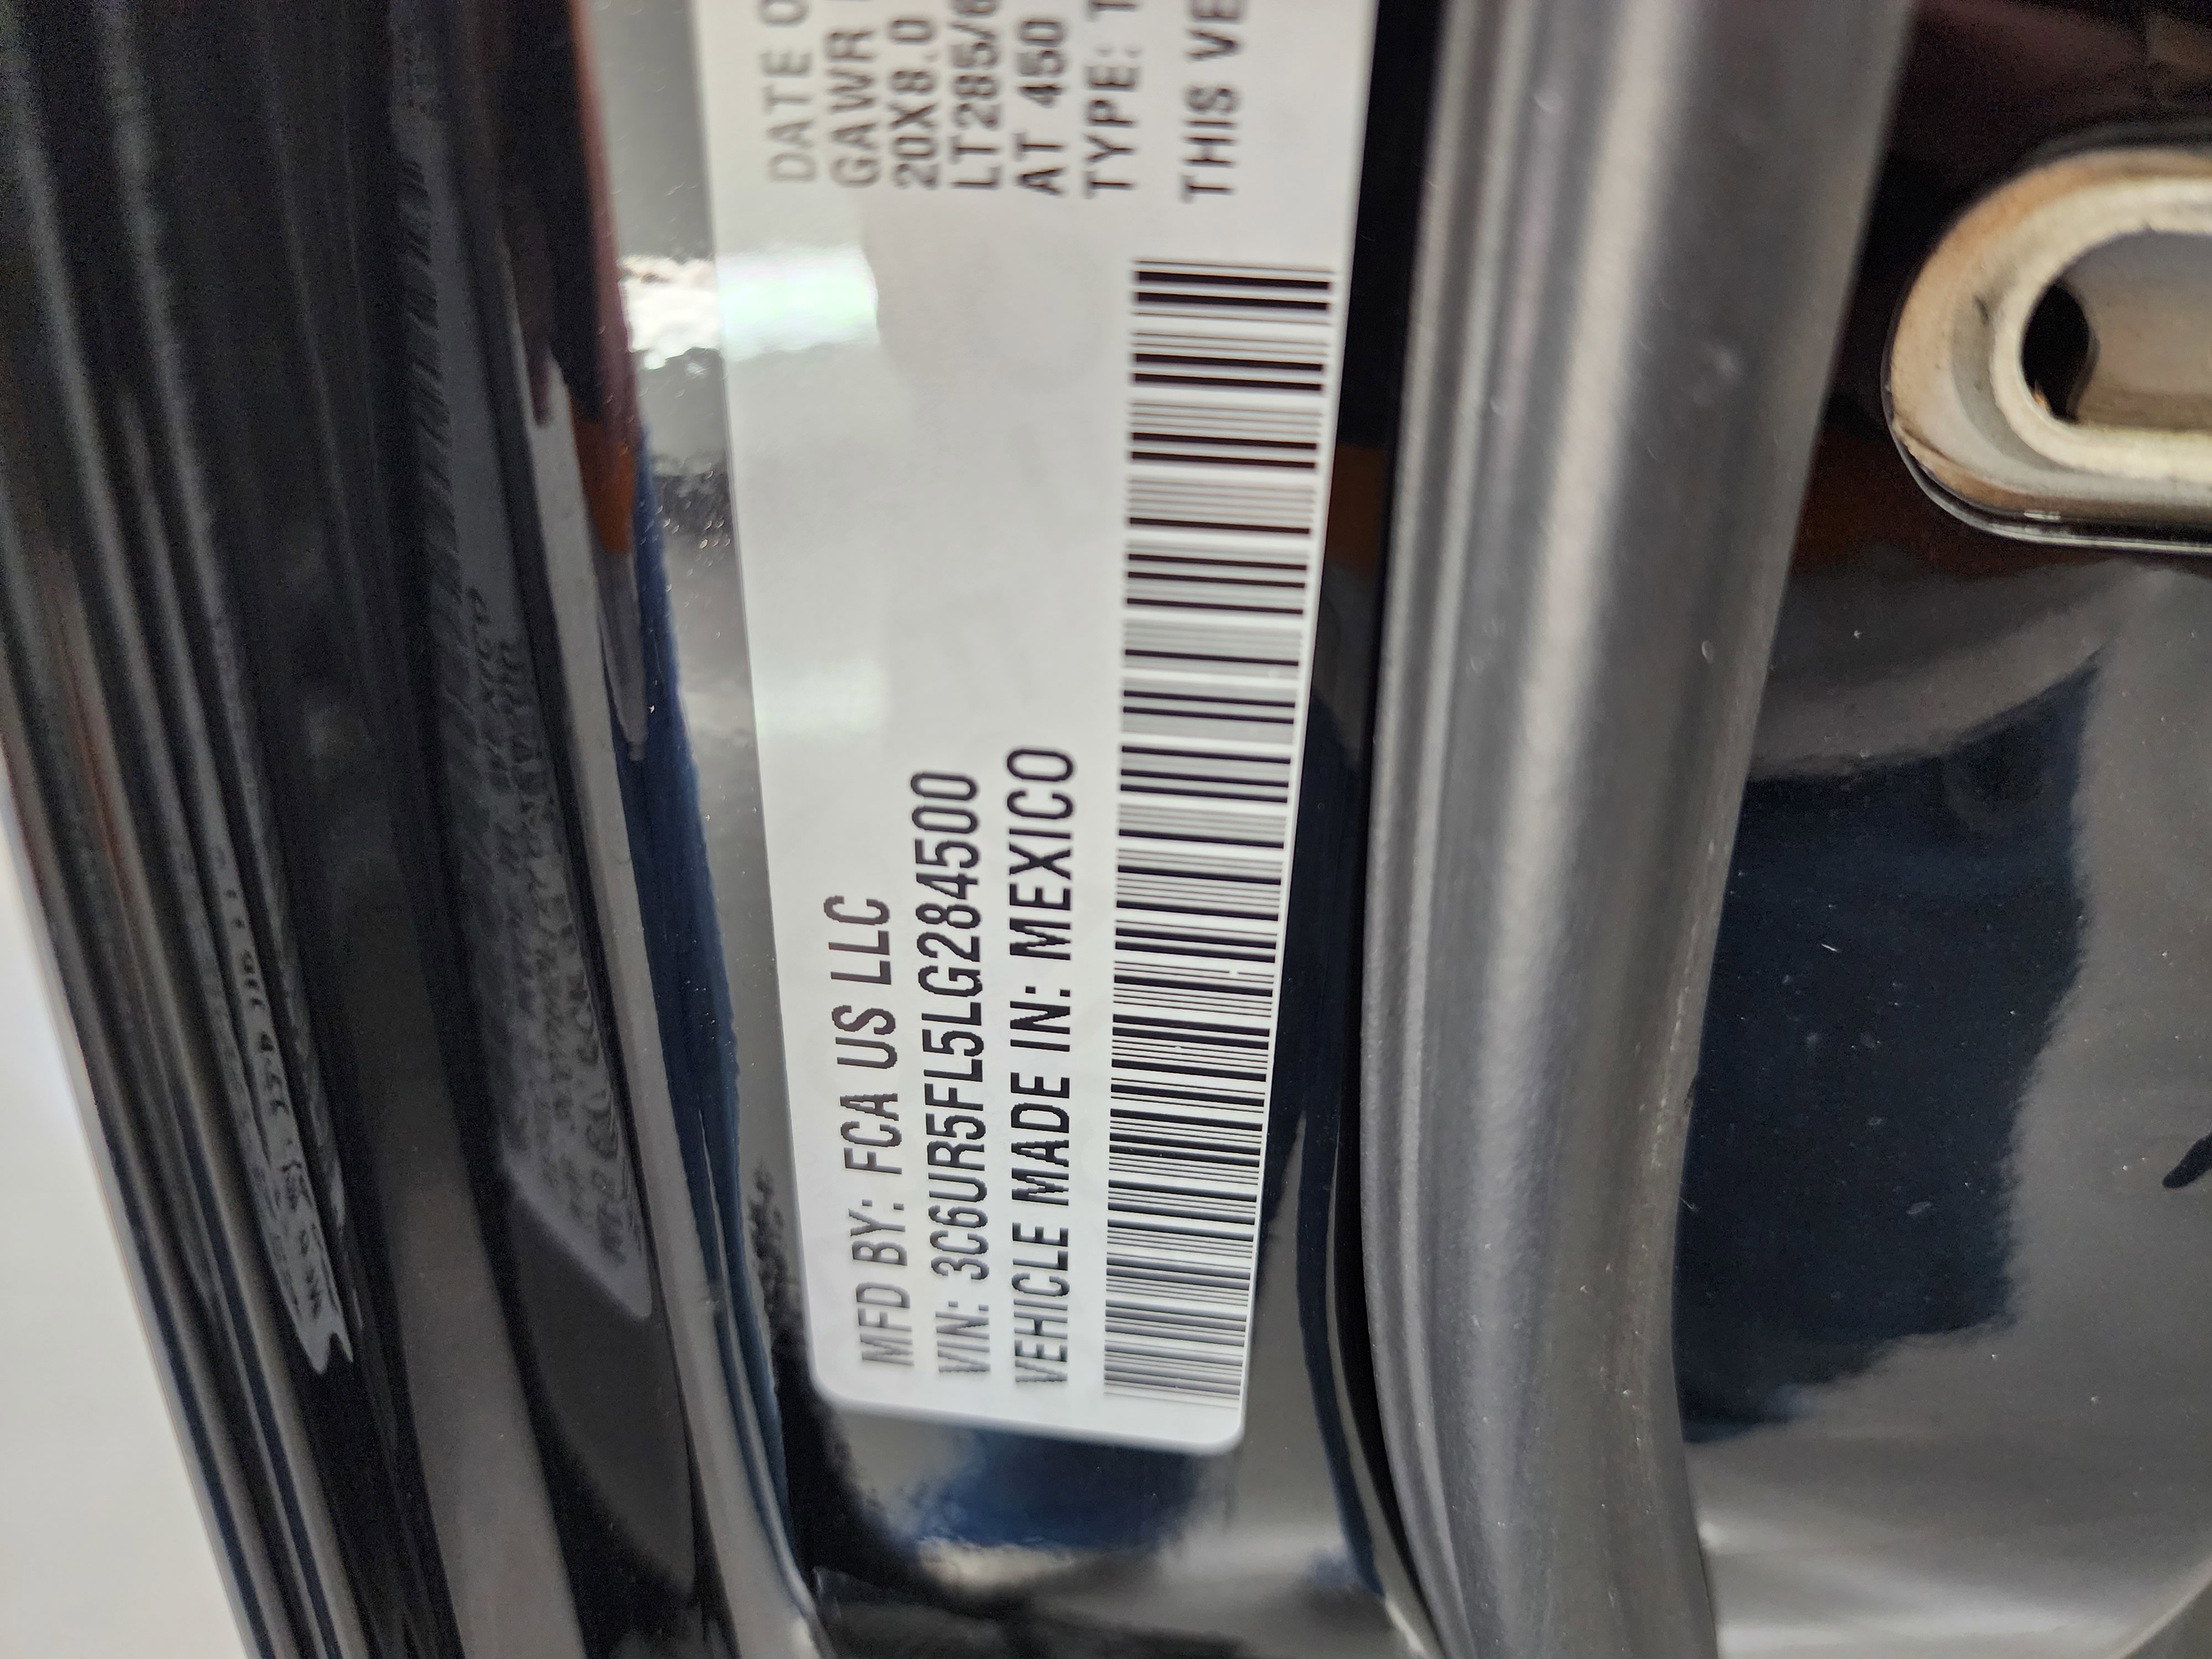 MFD BY: FCA US LLC
VIN: 3C6UR5FL5LG284500
VEHICLE MADE IN: MEXICO
DATE O
GAWR
20X8.0
LT285/6
AT 450
TYPE: T
THIS VE